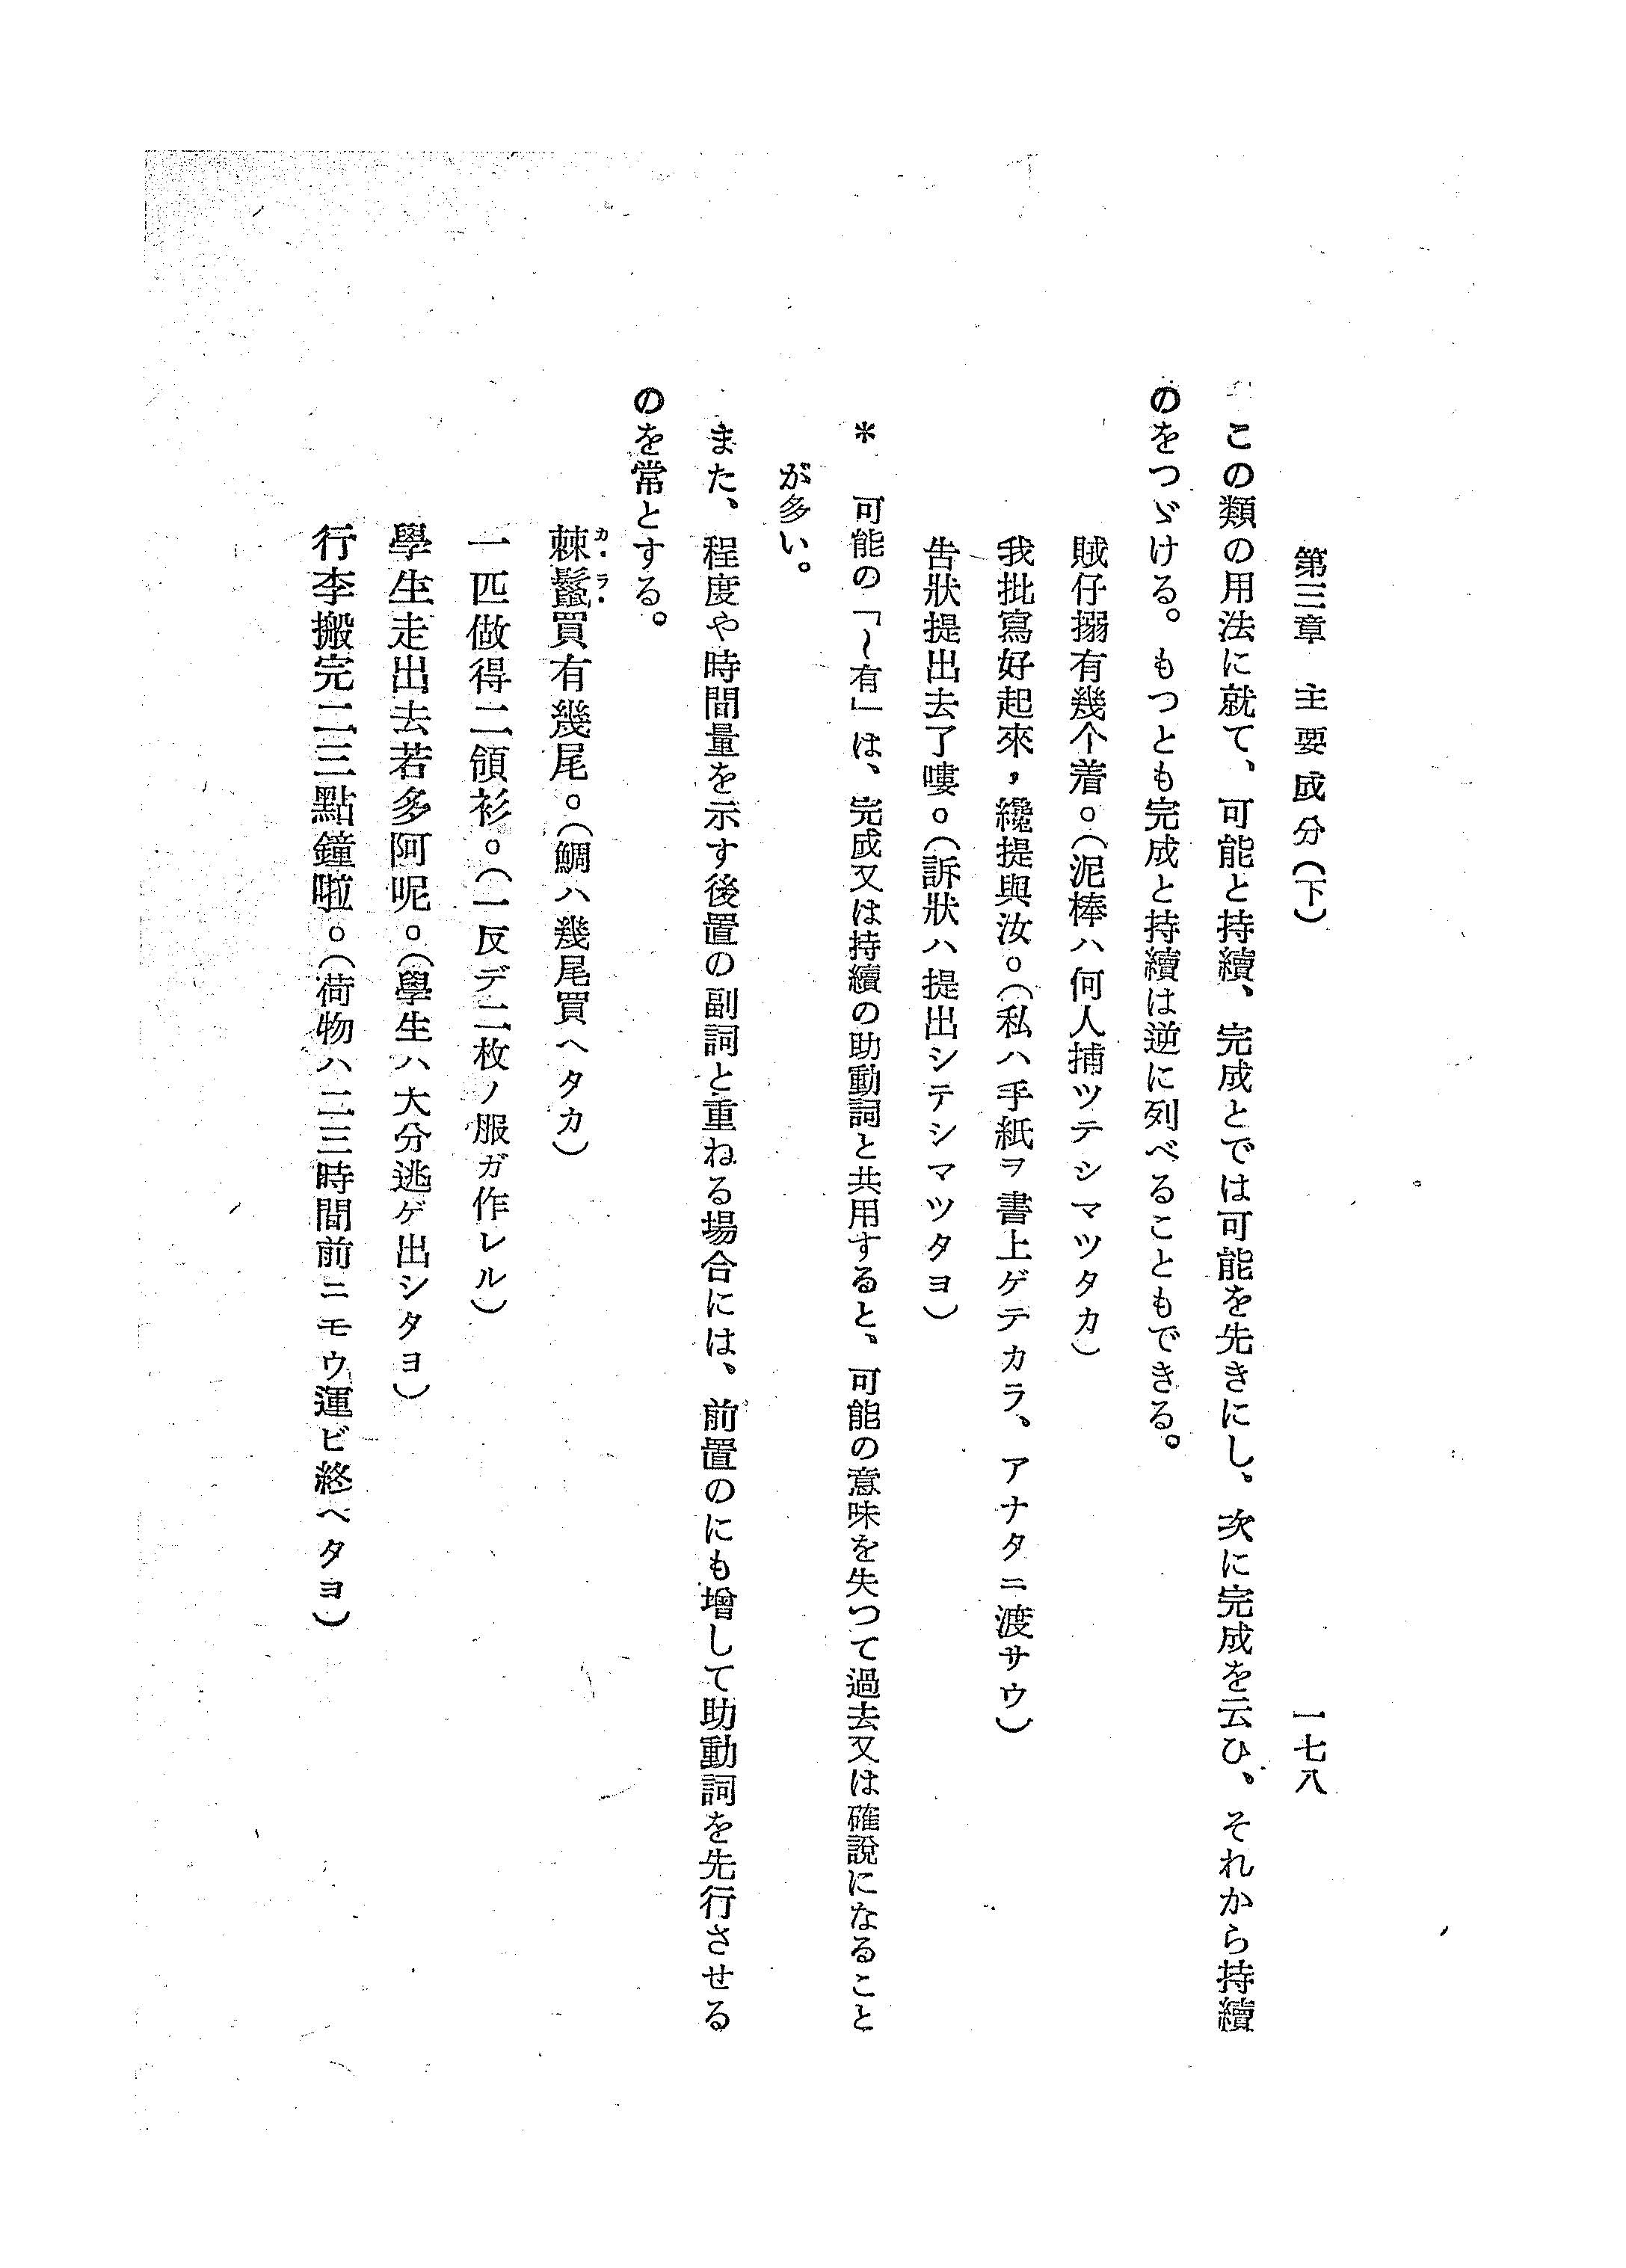 第三章　主要成分（下）　一七八
この類の用法に就て、可能と持續、完成とでは可能を先きにし、次に完成を云ひ、それから持續
のをつゞける。もつとも完成と持續は逆に列べることもできる。
賊仔搦有幾个着。（泥棒ハ何人捕ツテシマツタカ）
我批寫好起來，纔提與汝。（私ハ手紙ヲ書上ゲテカラ、アナタニ渡サウ）
告狀提出去了嘍。（訴狀ハ提出シテシマツタヨ）
＊　可能の「～有」は、完成又は持續の助動詞と共用すると、可能の意味を失つて過去又は確說になること
が多い。
また、程度や時間量を示す後置の副詞と重ねる場合には、前置のにも增して助動詞を先行させる
のを常とする。
棘鬣買有幾尾。（鯛ハ幾尾買ヘタカ）
カ・ラ・
一匹做得二領衫。（一反デ二枚ノ服ガ作レル）
學生走出去若多阿呢。（學生ハ大分逃ゲ出シタヨ）
行李搬完二三點鐘啦。（荷物ハ二三時間前ニモウ運ビ終ヘタヨ）